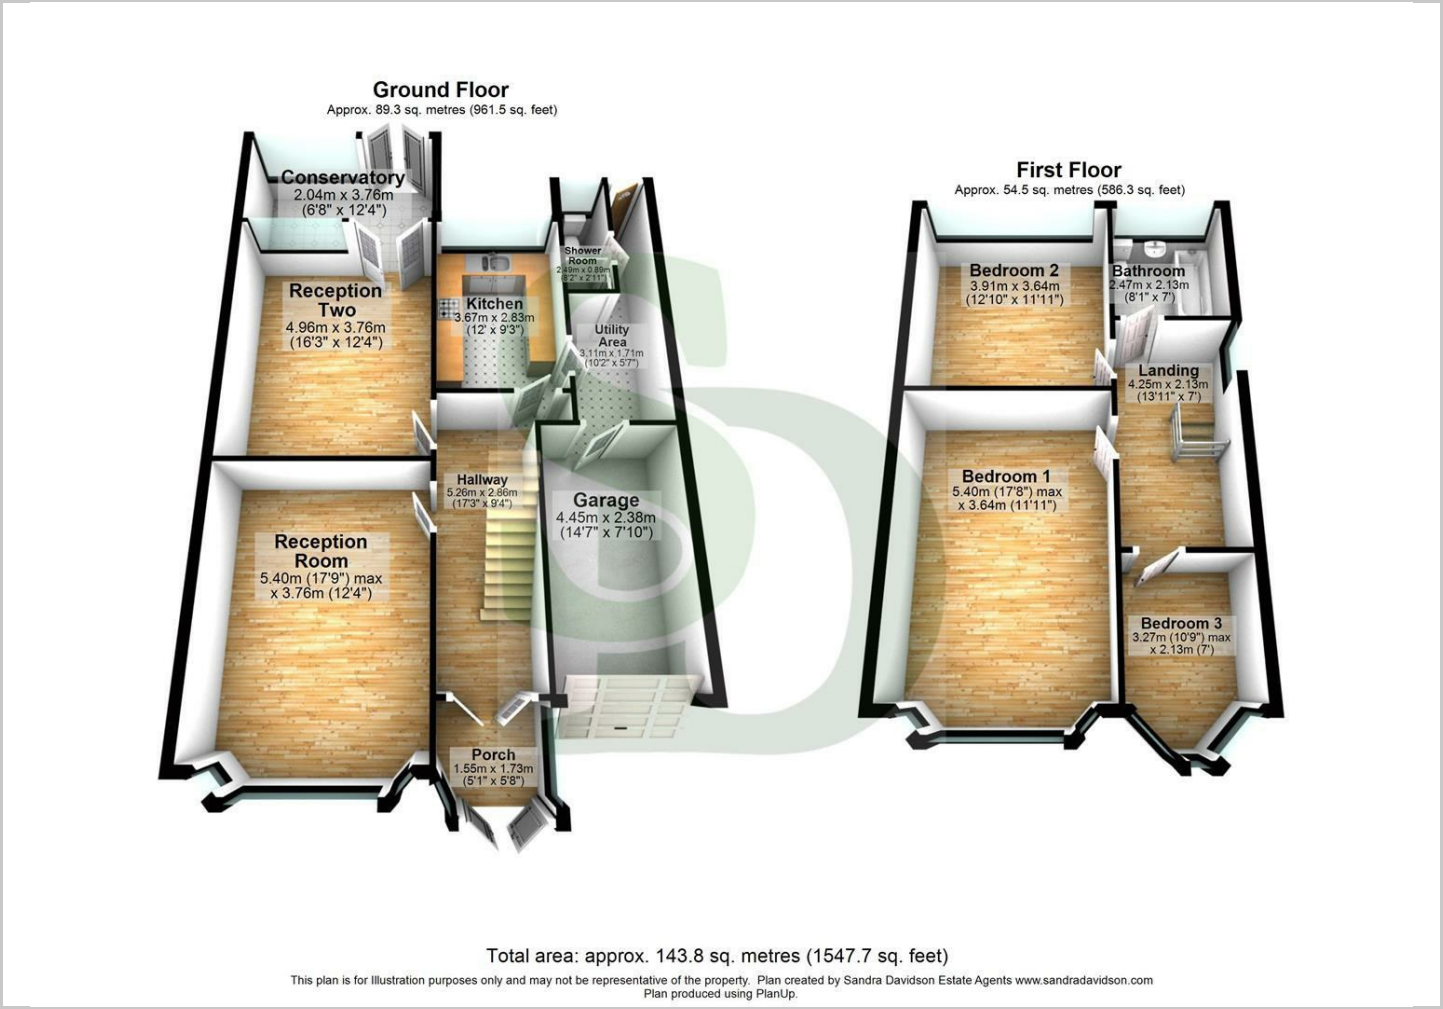 Ground Floor
Approx. 89.3 sq. metres (961.5 sq. feet)
Conservatory
2.04m x 3.76m
(6'8" x 12'4")
Reception
Two
4.96m x 3.76m
(16'3" x 12'4")
Kitchen
3.67m x 2.83m
(12' x 9'3")
Shower
Room
2.49m x 0.89m
(8'2" x 2'11")
Utility
Area
3.11m x 1.71m
(10'2" x 5'7")
Hallway
5.26m x 2.86m
(17'3" x 9'4")
Garage
4.45m x 2.38m
(14'7" x 7'10")
Reception
Room
5.40m (17'9") max
x 3.76m (12'4")
Porch
1.55m x 1.73m
(5'1" x 5'8")
First Floor
Approx. 54.5 sq. metres (586.3 sq. feet)
Bedroom 2
3.91m x 3.64m
(12'10" x 11'11")
Bathroom
2.47m x 2.13m
(8'1" x 7')
Landing
4.25m x 2.13m
(13'11" x 7')
Bedroom 1
5.40m (17'8") max
x 3.64m (11'11")
Bedroom 3
3.27m (10'9") max
x 2.13m (7')
SD
Total area: approx. 143.8 sq. metres (1547.7 sq. feet)
This plan is for Illustration purposes only and may not be representative of the property.  Plan created by Sandra Davidson Estate Agents www.sandradavidson.com
Plan produced using PlanUp.